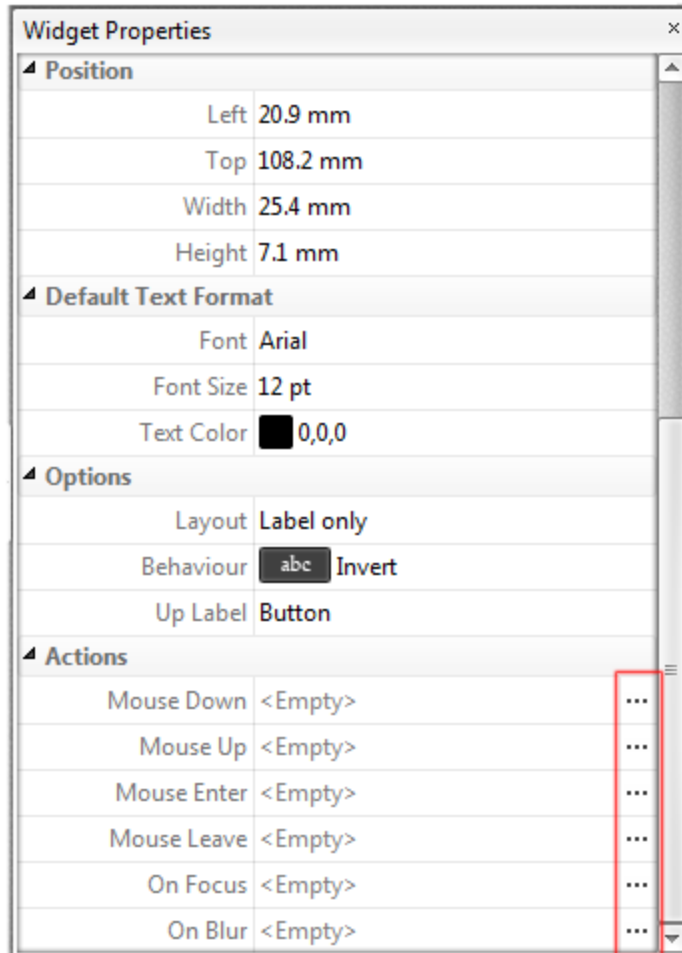 Widget Properties
Position
Left 20.9 mm
Top 108.2 mm
Width 25.4 mm
Height 7.1 mm
Default Text Format
Font Arial
Font Size 12 pt
Text Color 0,0,0
Options
Layout Label only
Behaviour abc Invert
Up Label Button
Actions
Mouse Down <Empty> ...
Mouse Up <Empty> ...
Mouse Enter <Empty> ...
Mouse Leave <Empty> ...
On Focus <Empty> ...
On Blur <Empty> ...